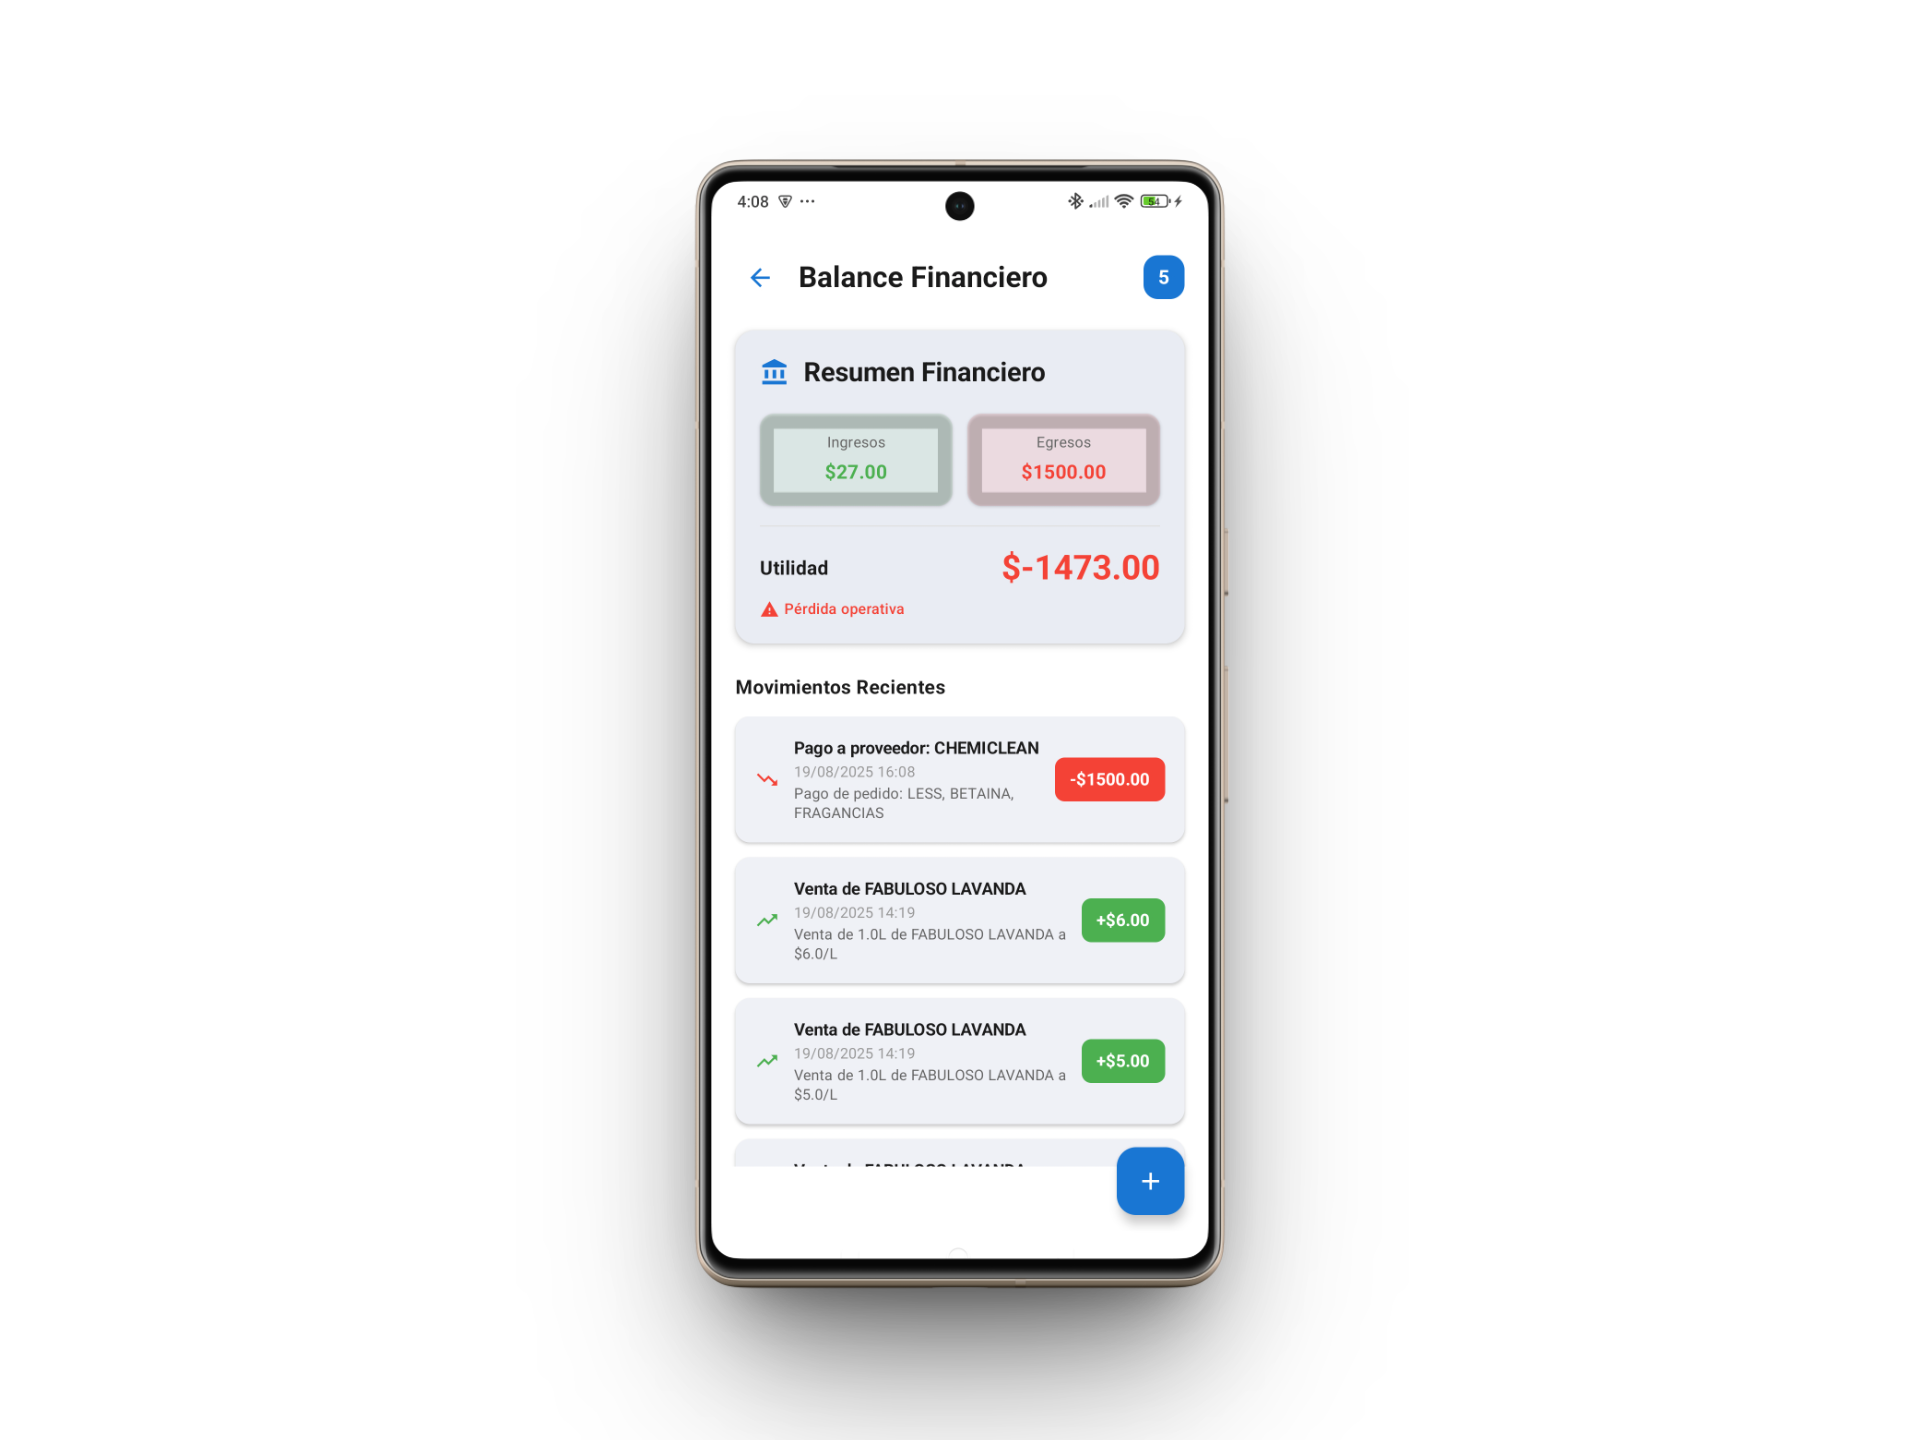 4:08
54
Balance Financiero
5
Resumen Financiero
Ingresos
$27.00
Egresos
$1500.00
Utilidad
$-1473.00
Pérdida operativa
Movimientos Recientes
Pago a proveedor: CHEMICLEAN
19/08/2025 16:08
Pago de pedido: LESS, BETAINA,
FRAGANCIAS
-$1500.00
Venta de FABULOSO LAVANDA
19/08/2025 14:19
Venta de 1.0L de FABULOSO LAVANDA a
$6.0/L
+$6.00
Venta de FABULOSO LAVANDA
19/08/2025 14:19
Venta de 1.0L de FABULOSO LAVANDA a
$5.0/L
+$5.00